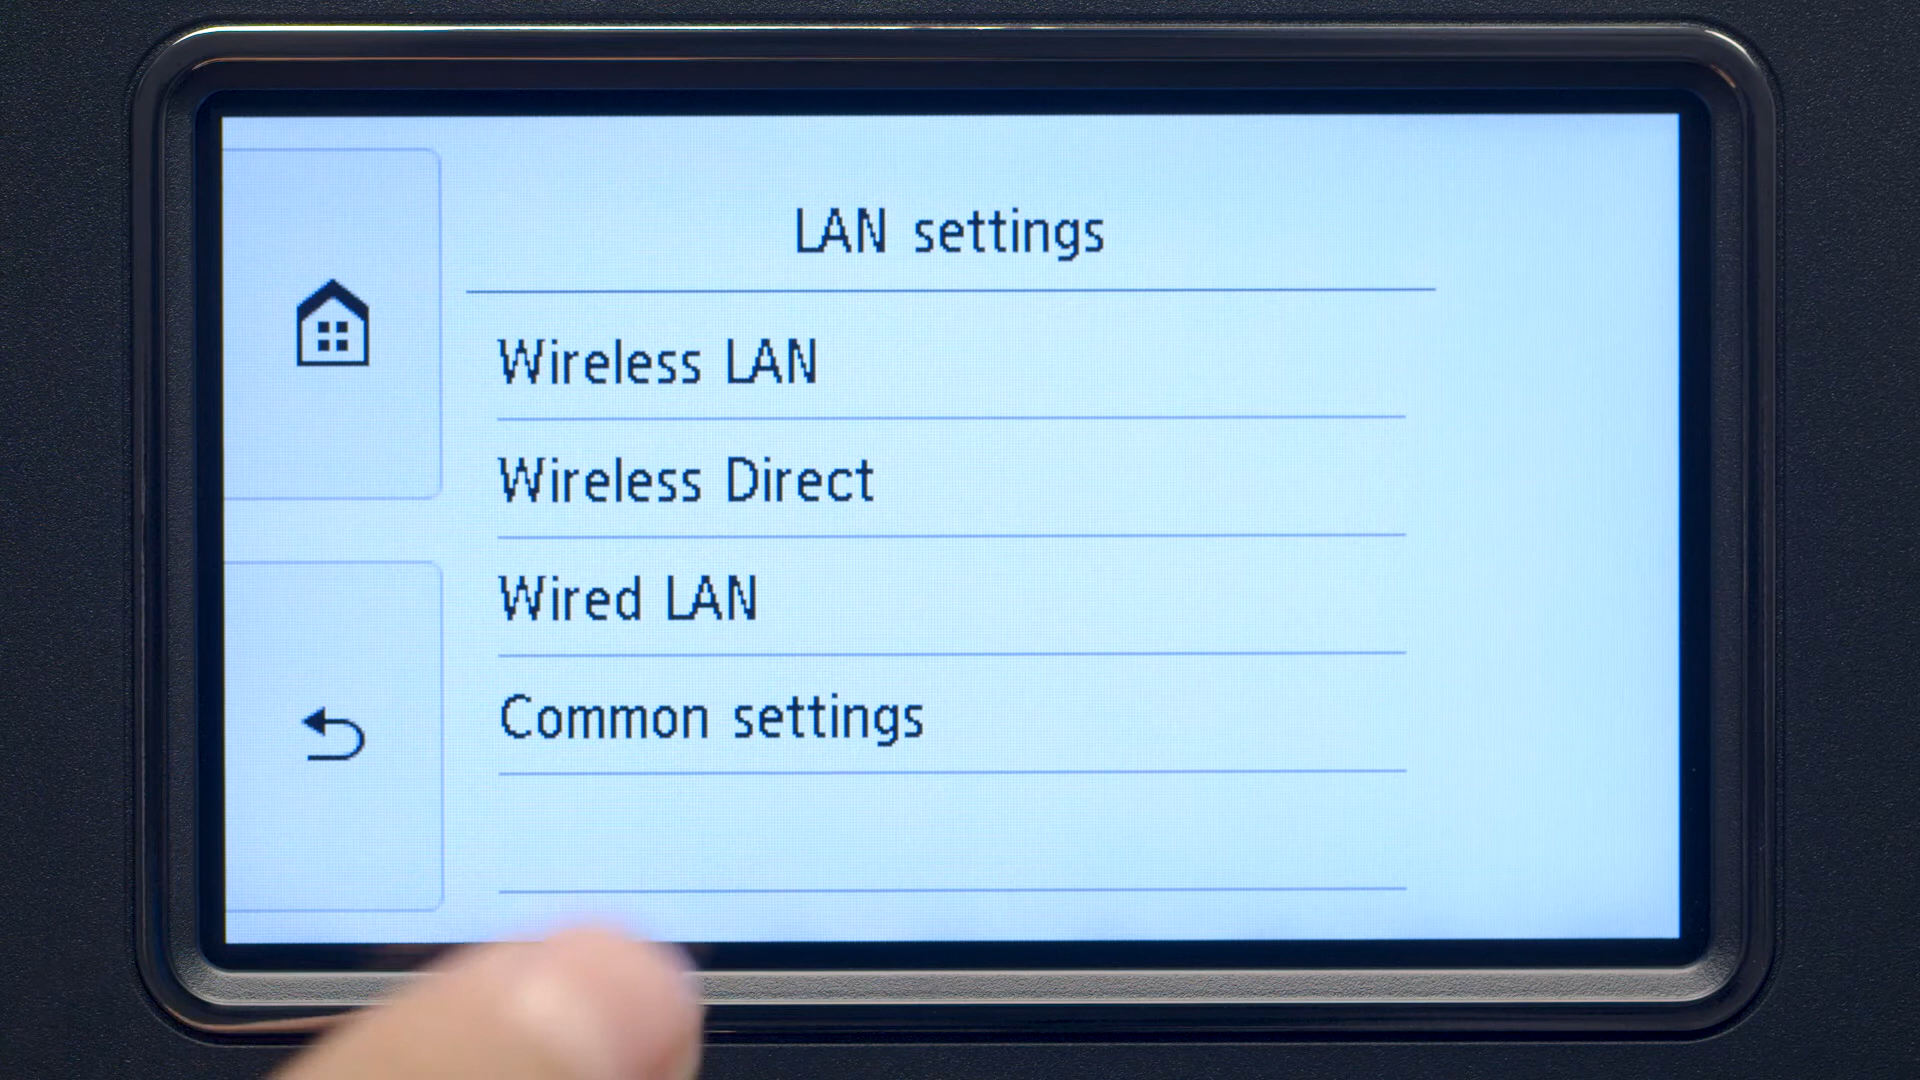 LAN settings
Wireless LAN
Wireless Direct
Wired LAN
Common settings